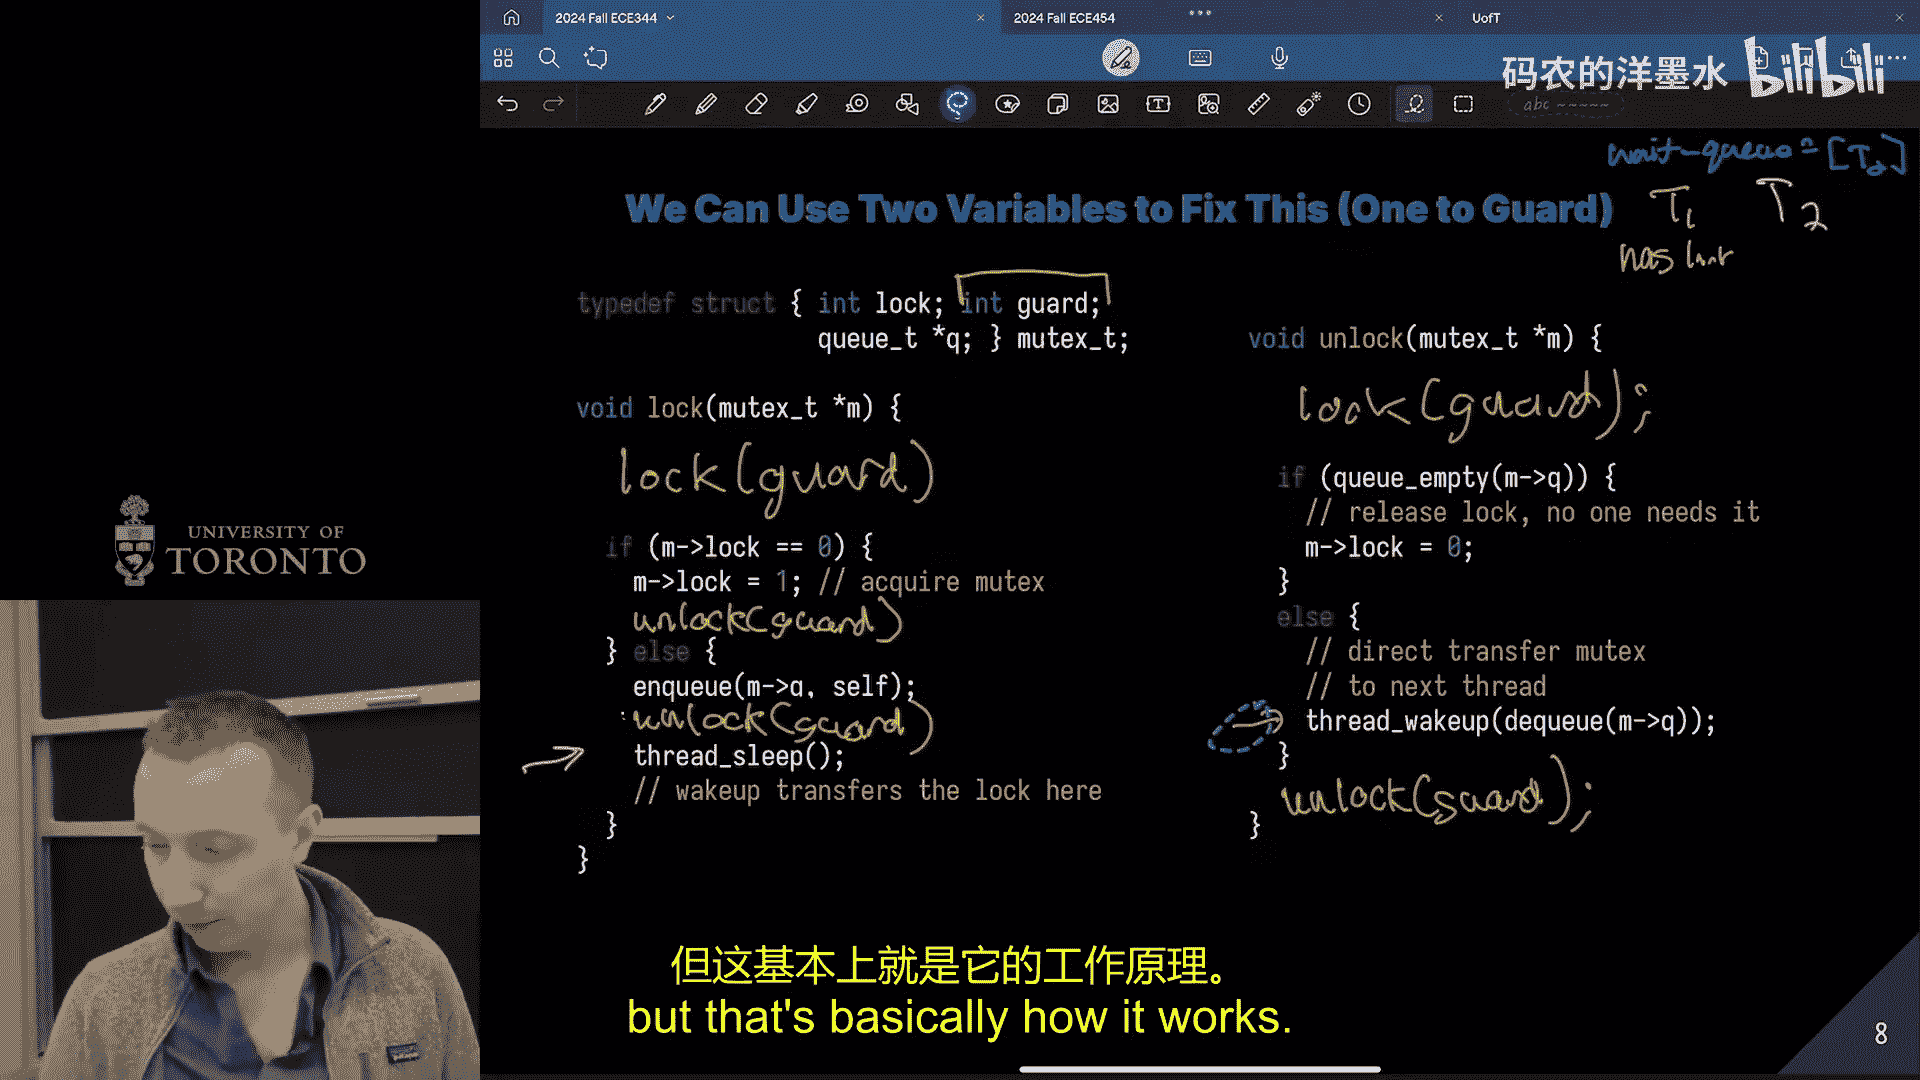 2024 Fall ECE344
2024 Fall ECE454
UofT
码农的洋墨水 bilibili
abc
wait-queue = [T2]
We Can Use Two Variables to Fix This (One to Guard)
T1 T2
has
typedef struct { int lock; int guard;
queue_t *q; } mutex_t;
void lock(mutex_t *m) {
lock(guard)
if (m->lock == 0) {
m->lock = 1; // acquire mutex
unlock(guard)
} else {
enqueue(m->q, self);
unlock(guard)
thread_sleep();
// wakeup transfers the lock here
}
}
void unlock(mutex_t *m) {
lock(guard);
if (queue_empty(m->q)) {
// release lock, no one needs it
m->lock = 0;
}
else {
// direct transfer mutex
// to next thread
thread_wakeup(dequeue(m->q));
}
unlock(guard);
}
UNIVERSITY OF
TORONTO
但这基本上就是它的工作原理。
but that's basically how it works.
8